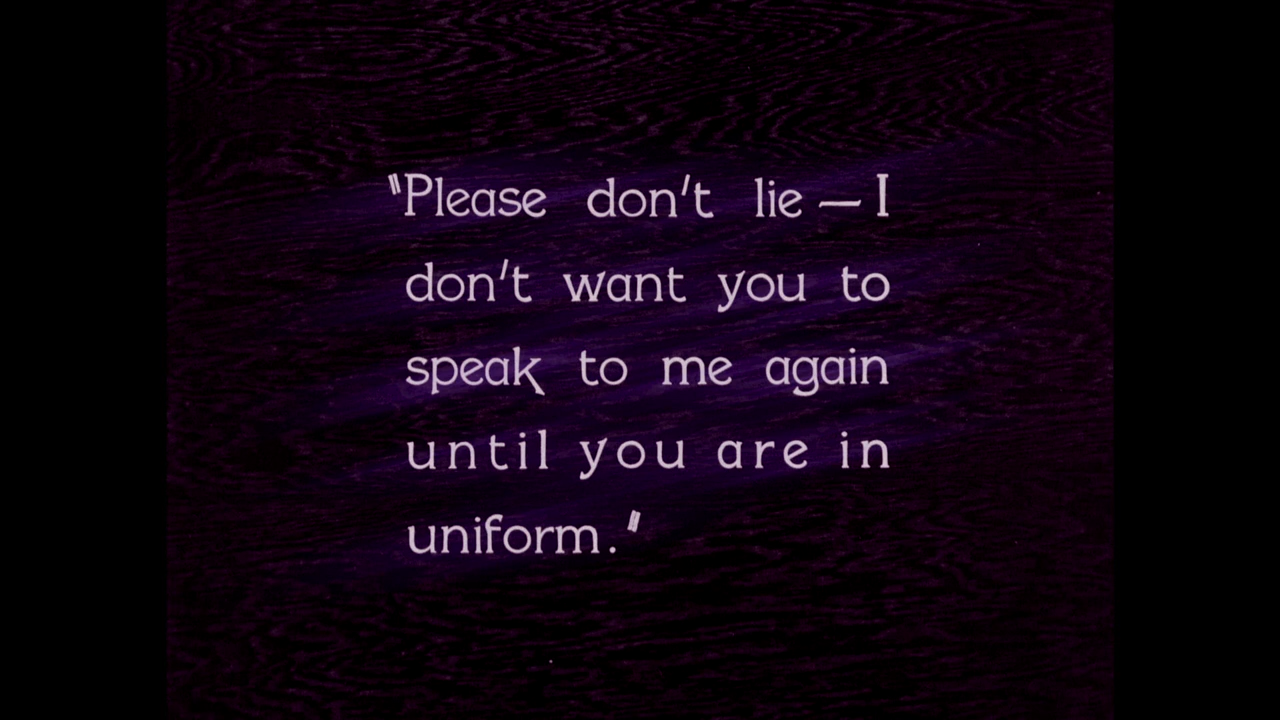 "Please don't lie — I
don't want you to
speak to me again
until you are in
uniform."